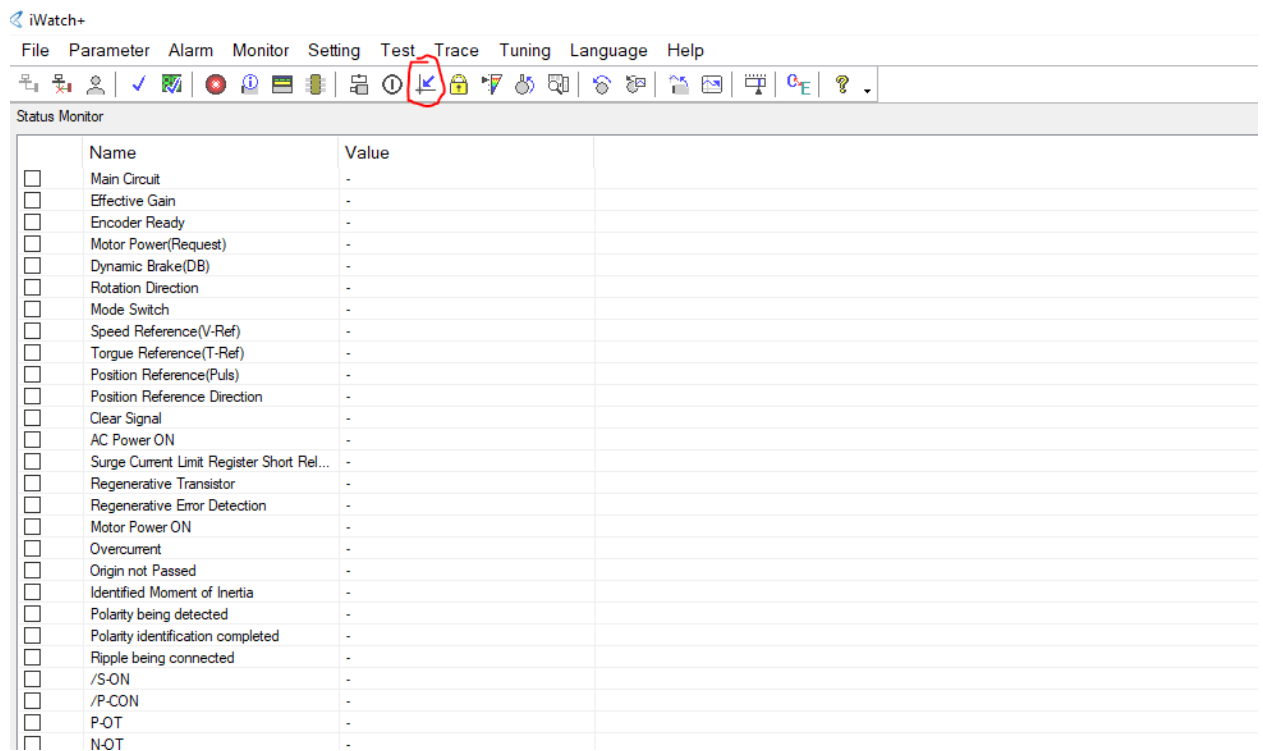 iWatch+
File Parameter Alarm Monitor Setting Test Trace Tuning Language Help
Status Monitor
Name Value
Main Circuit -
Effective Gain -
Encoder Ready -
Motor Power(Request) -
Dynamic Brake(DB) -
Rotation Direction -
Mode Switch -
Speed Reference(V-Ref) -
Torgue Reference(T-Ref) -
Position Reference(Puls) -
Position Reference Direction -
Clear Signal -
AC Power ON -
Surge Current Limit Register Short Rel... -
Regenerative Transistor -
Regenerative Error Detection -
Motor Power ON -
Overcurrent -
Origin not Passed -
Identified Moment of Inertia -
Polarity being detected -
Polarity identification completed -
Ripple being connected -
/S-ON -
/P-CON -
P-OT -
N-OT -